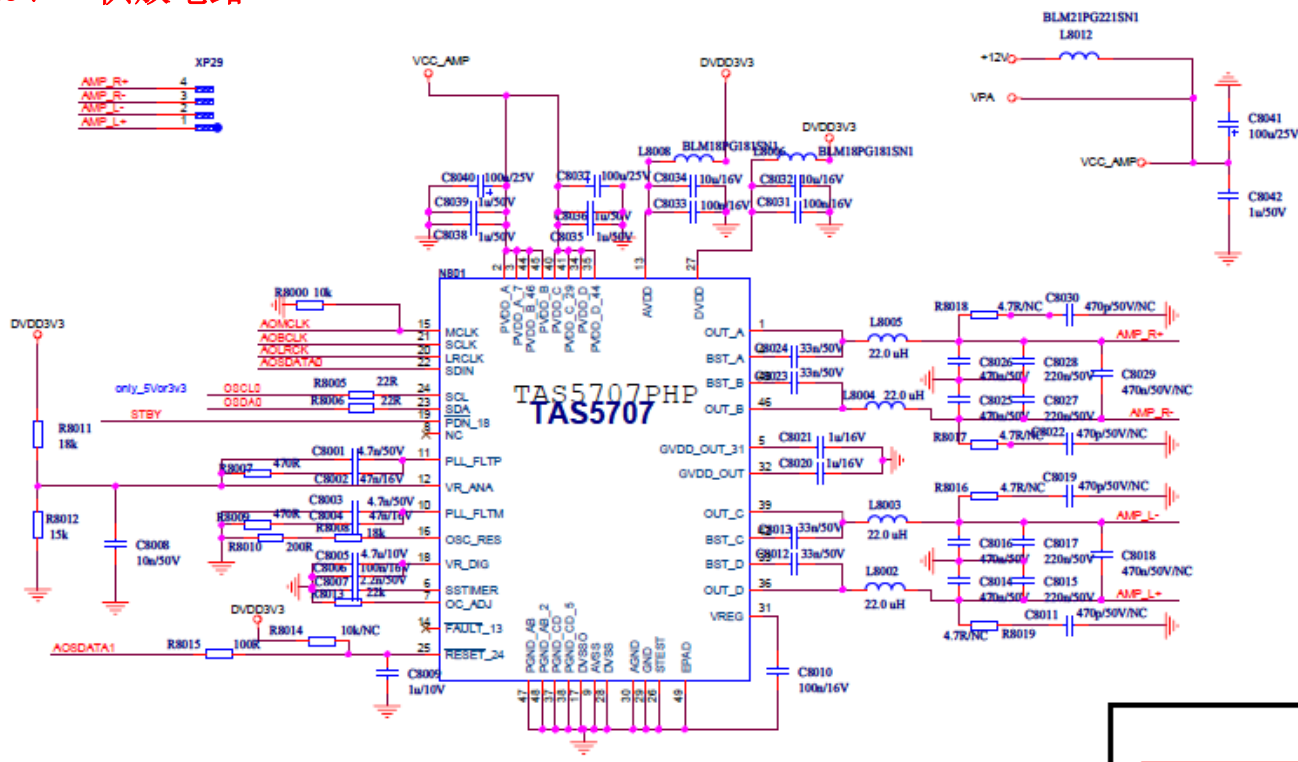 BLM21PG221SN1
L8012
+12V
VPA
C8041
100u/25V
VCC_AMP
C8042
1u/50V
XP29
AMP_R+ 4
AMP_R- 3
AMP_L- 2
AMP_L+ 1
VCC_AMP
DVDD3V3
DVDD3V3
L8008 BLM18PG181SN1
L8006 BLM18PG181SN1
C8040 100u/25V
C8039 1u/50V
C8038 1u/50V
C8037 100u/25V
C8036 1u/50V
C8035 1u/50V
C8034 10u/16V
C8033 100n/16V
C8032 10u/16V
C8031 100n/16V
N801
2 3 44 45 40 41 34 35 13 27
PVDD_A
PVDD_A_7
PVDD_B_46
PVDD_B
PVDD_C
PVDD_C_29
PVDD_D
PVDD_D_44
AVDD
DVDD
R8000 10k
AOMCLK 15 MCLK
AOBCLK 21 SCLK
AOLRCK 20 LRCLK
AOSDATA0 22 SDIN
DVDD3V3
only_5Vor3v3
OSCL0 R8005 22R 24 SCL
OSDA0 R8006 22R 23 SDA
STBY 19 PDN_18
8 NC
R8011
18k
R8012
15k
C8008
10n/50V
C8001 4.7n/50V
R8007 470R
C8002 47n/16V
11 PLL_FLTP
12 VR_ANA
C8003 4.7n/50V
R8009 470R
C8004 47n/16V
10 PLL_FLTM
R8010 200R
R8008 18k
16 OSC_RES
C8005 4.7u/10V
C8006 100n/16V
18 VR_DIG
C8007 2.2n/50V
6 SSTIMER
R8013 22k
7 OC_ADJ
DVDD3V3
R8014 10k/NC
14 FAULT_13
AOSDATA1 R8015 100R
25 RESET_24
C8009
1u/10V
TAS5707PHP
TAS5707
OUT_A 1
BST_A
BST_B
OUT_B 46
GVDD_OUT_31 5
GVDD_OUT 32
OUT_C 39
BST_C
BST_D
OUT_D 36
VREG 31
C8024 33n/50V
C8023 33n/50V
L8005
22.0 uH
L8004 22.0 uH
C8021 1u/16V
C8020 1u/16V
C8013 33n/50V
C8012 33n/50V
L8003
22.0 uH
L8002
22.0 uH
C8010
100n/16V
R8018 4.7R/NC C8030 470p/50V/NC
AMP_R+
C8026
470n/50V
C8028
220n/50V
C8029
470n/50V/NC
C8025
470n/50V
C8027
220n/50V
AMP_R-
R8017 4.7R/NC C8022 470p/50V/NC
R8016 4.7R/NC C8019 470p/50V/NC
AMP_L-
C8016
470n/50V
C8017
220n/50V
C8018
470n/50V/NC
C8014
470n/50V
C8015
220n/50V
AMP_L+
4.7R/NC R8019 C8011 470p/50V/NC
PGND_AB
PGND_AB_2
PGND_CD
PGND_CD_5
DVSSO
AVSS
DVSS
AGND
GND
STEST
EPAD
47 48 37 38 17 9 28 30 29 26 49